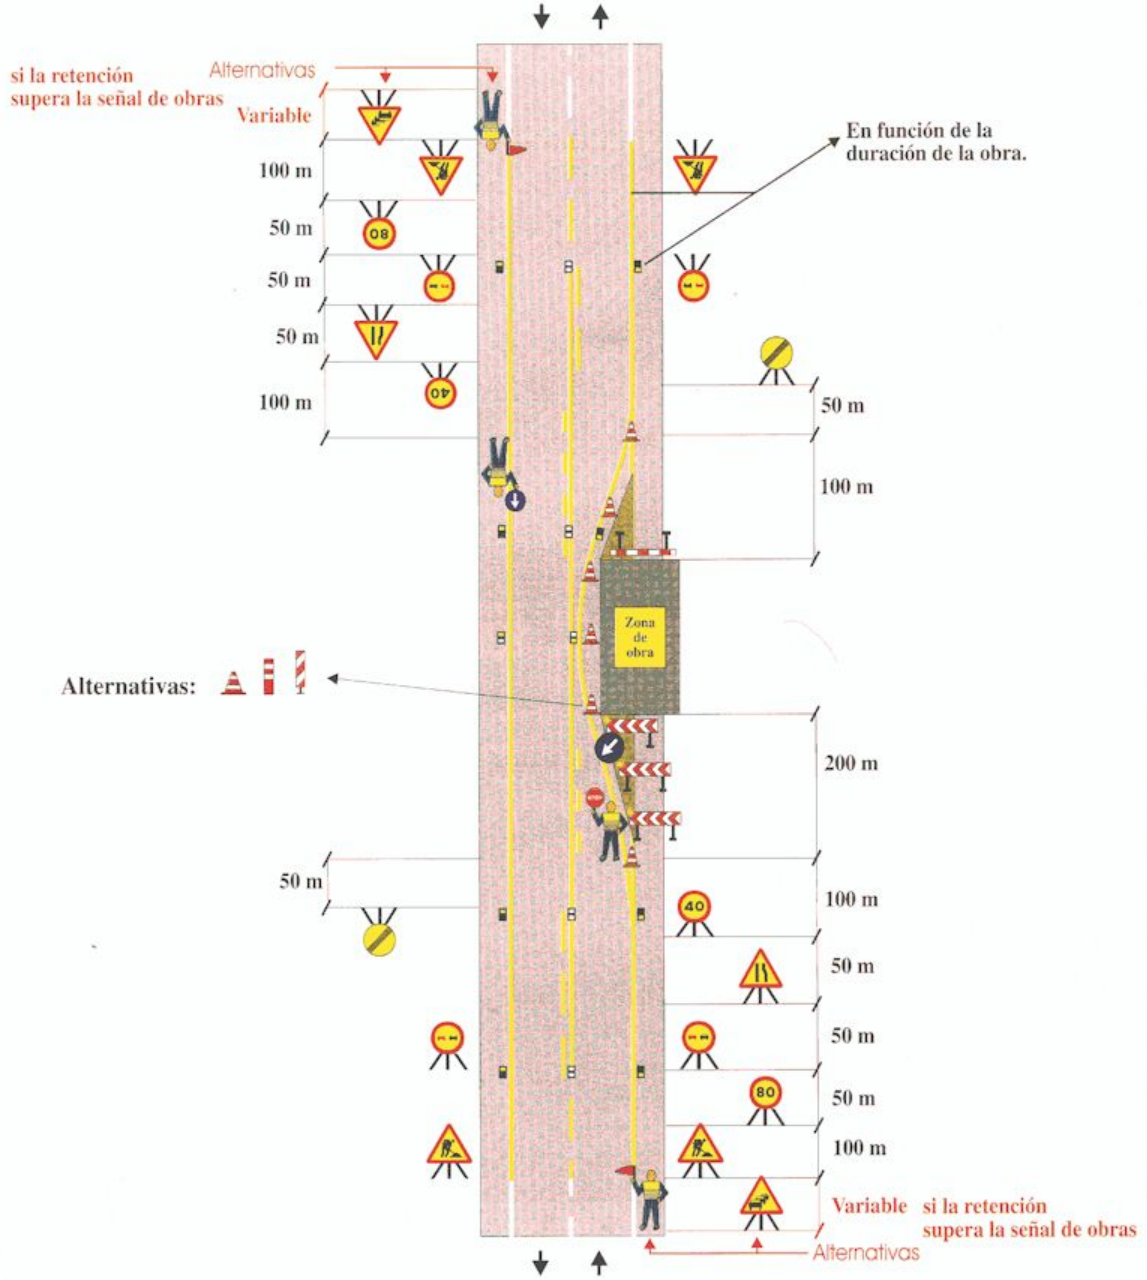 Alternativas
si la retención
supera la señal de obras
Variable
100 m
50 m
80
50 m
50 m
100 m
40
En función de la
duración de la obra.
50 m
100 m
Zona
de
obra
Alternativas:
200 m
STOP
50 m
100 m
40
50 m
50 m
50 m
80
100 m
Variable si la retención
supera la señal de obras
Alternativas